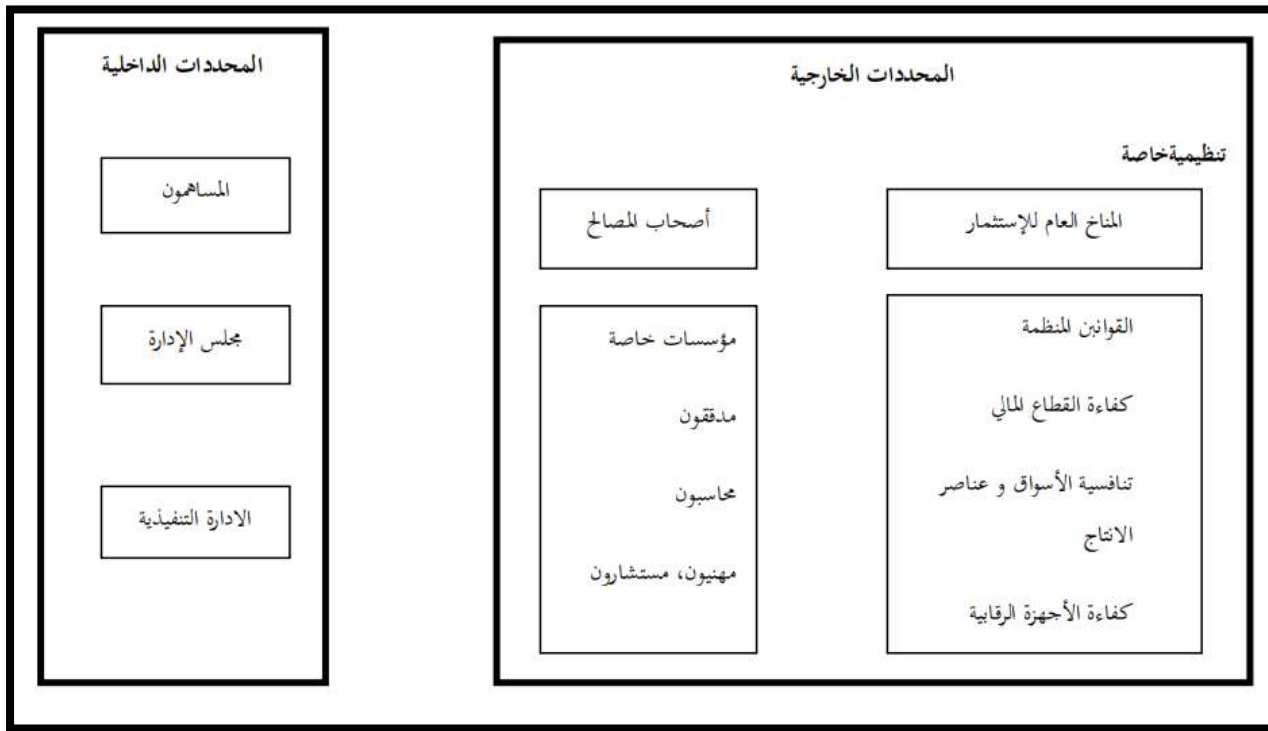 المحددات الخارجية
تنظيميةخاصة
المناخ العام للإستثمار
القوانين المنظمة
كفاءة القطاع المالي
تنافسية الأسواق و عناصر
الانتاج
كفاءة الأجهزة الرقابية
أصحاب المصالح
مؤسسات خاصة
مدققون
محاسبون
مهنيون، مستشارون
المحددات الداخلية
المساهمون
مجلس الإدارة
الادارة التنفيذية